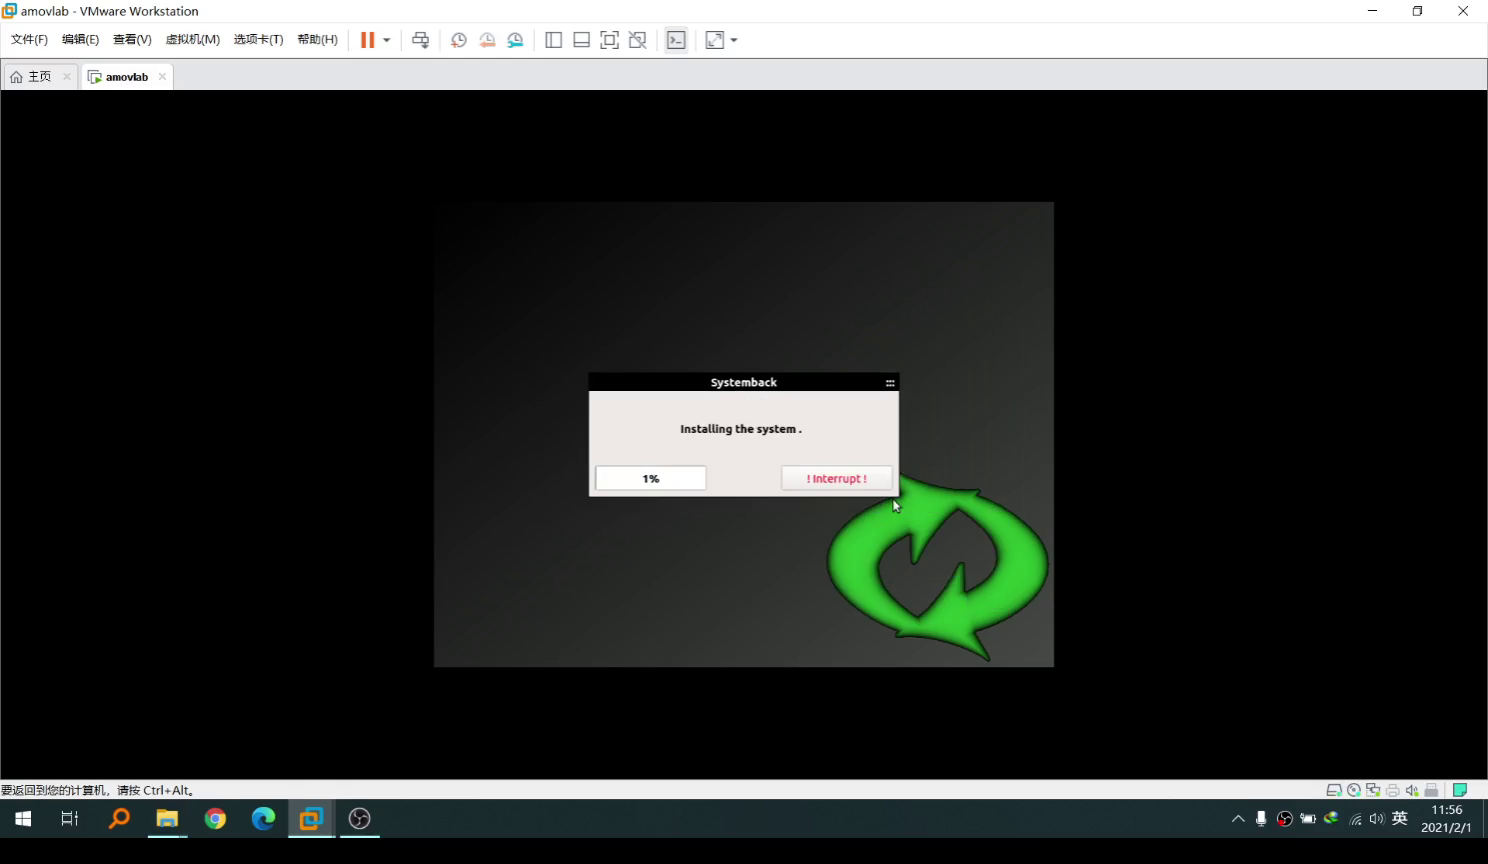 amovlab - VMware Workstation
文件(F) 编辑(E) 查看(V) 虚拟机(M) 选项卡(T) 帮助(H)
主页 amovlab
Systemback
Installing the system .
1% ! Interrupt !
要返回到您的计算机，请按 Ctrl+Alt。
英 11:56
2021/2/1